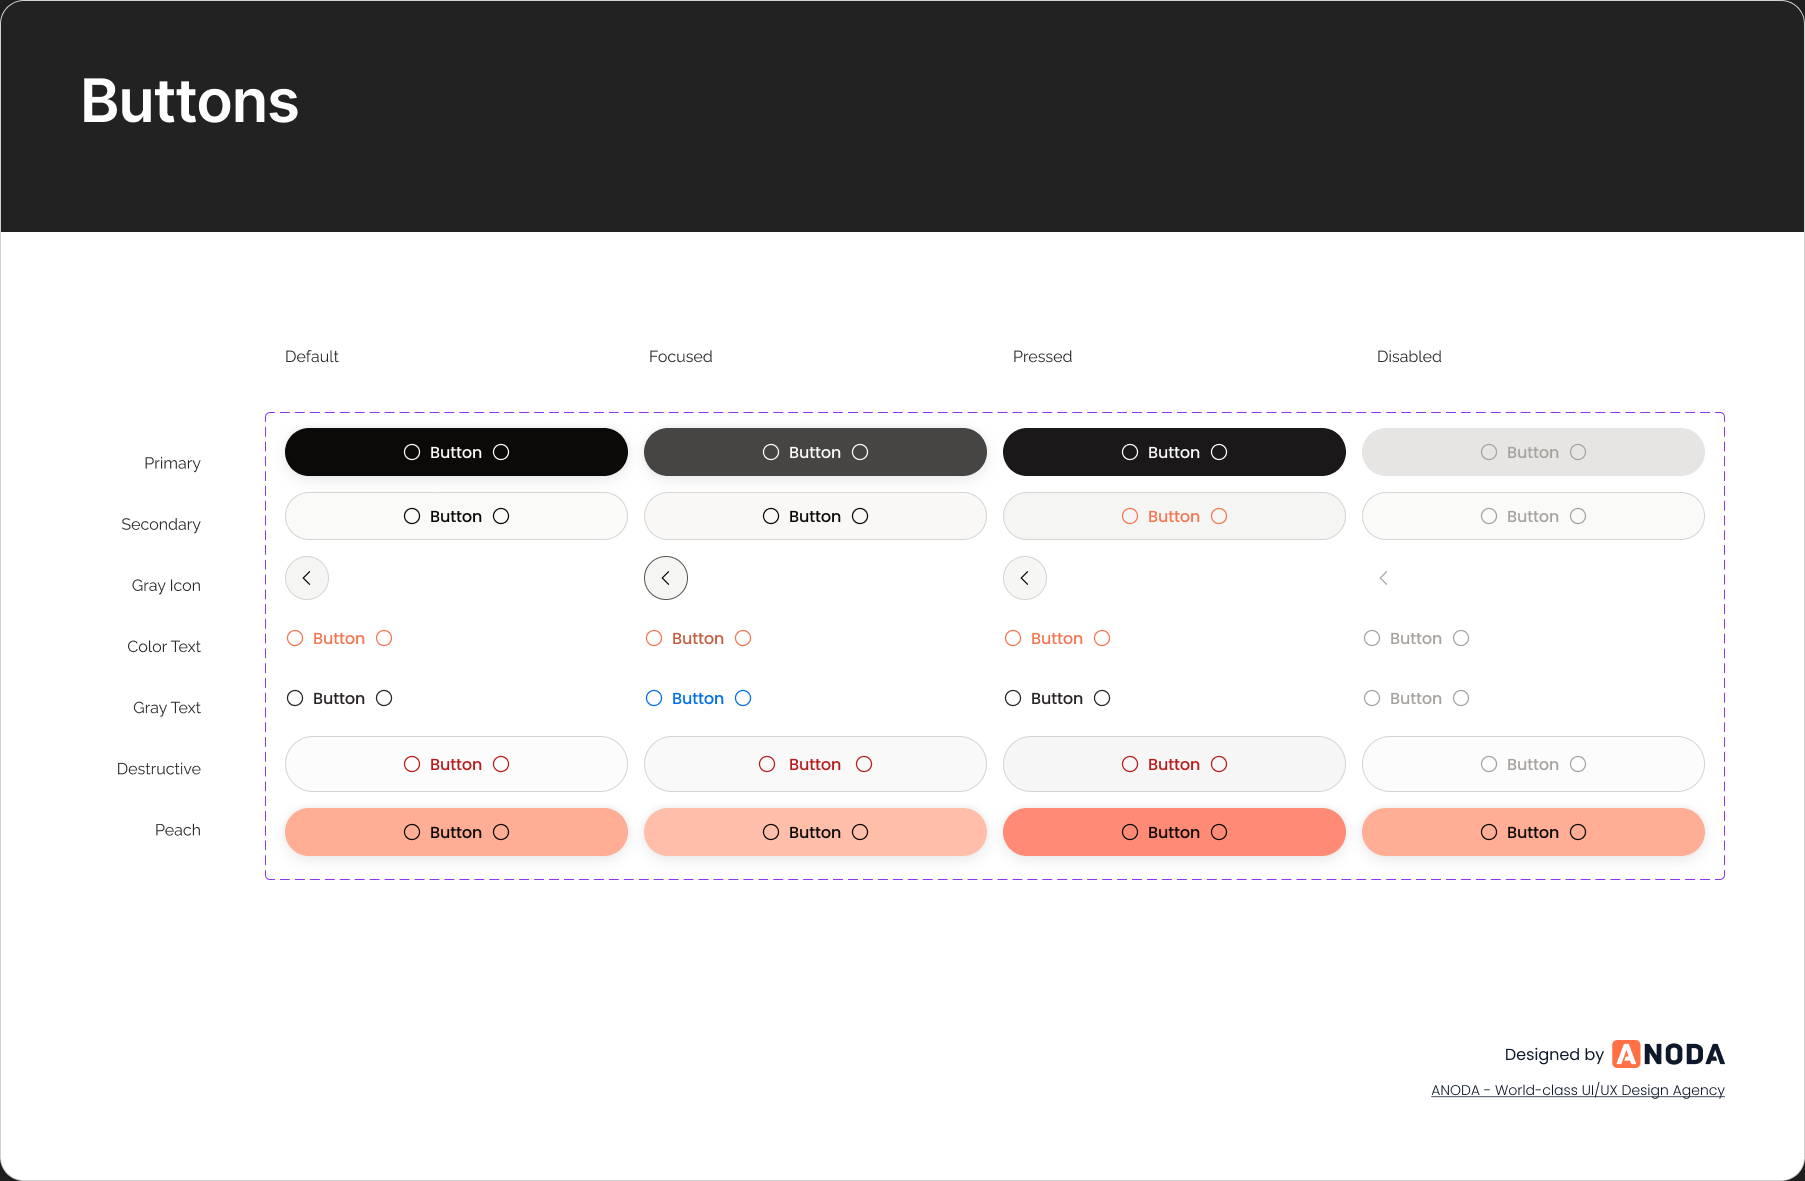 Buttons
Default Focused Pressed Disabled
Primary Button Button Button Button
Secondary Button Button Button Button
Gray Icon
Color Text Button Button Button Button
Gray Text Button Button Button Button
Destructive Button Button Button Button
Peach Button Button Button Button
Designed by ANODA
ANODA - World-class UI/UX Design Agency